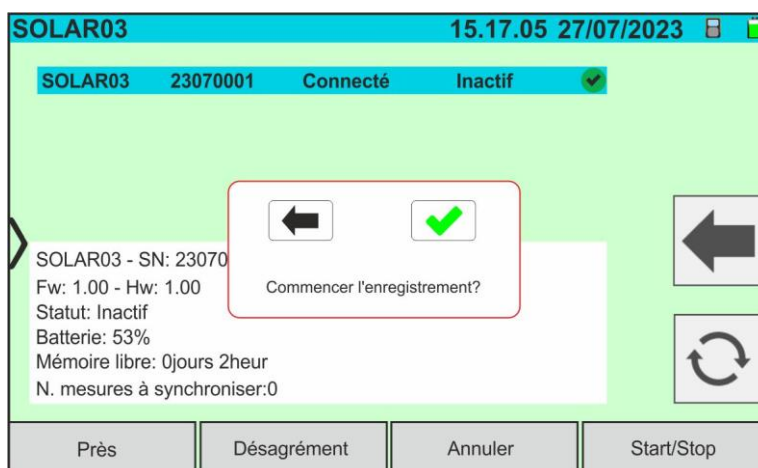 SOLAR03 15.17.05 27/07/2023
SOLAR03 23070001 Connecté Inactif
Commencer l'enregistrement?
SOLAR03 - SN: 23070
Fw: 1.00 - Hw: 1.00
Statut: Inactif
Batterie: 53%
Mémoire libre: 0jours 2heur
N. mesures à synchroniser:0
Près Désagrément Annuler Start/Stop